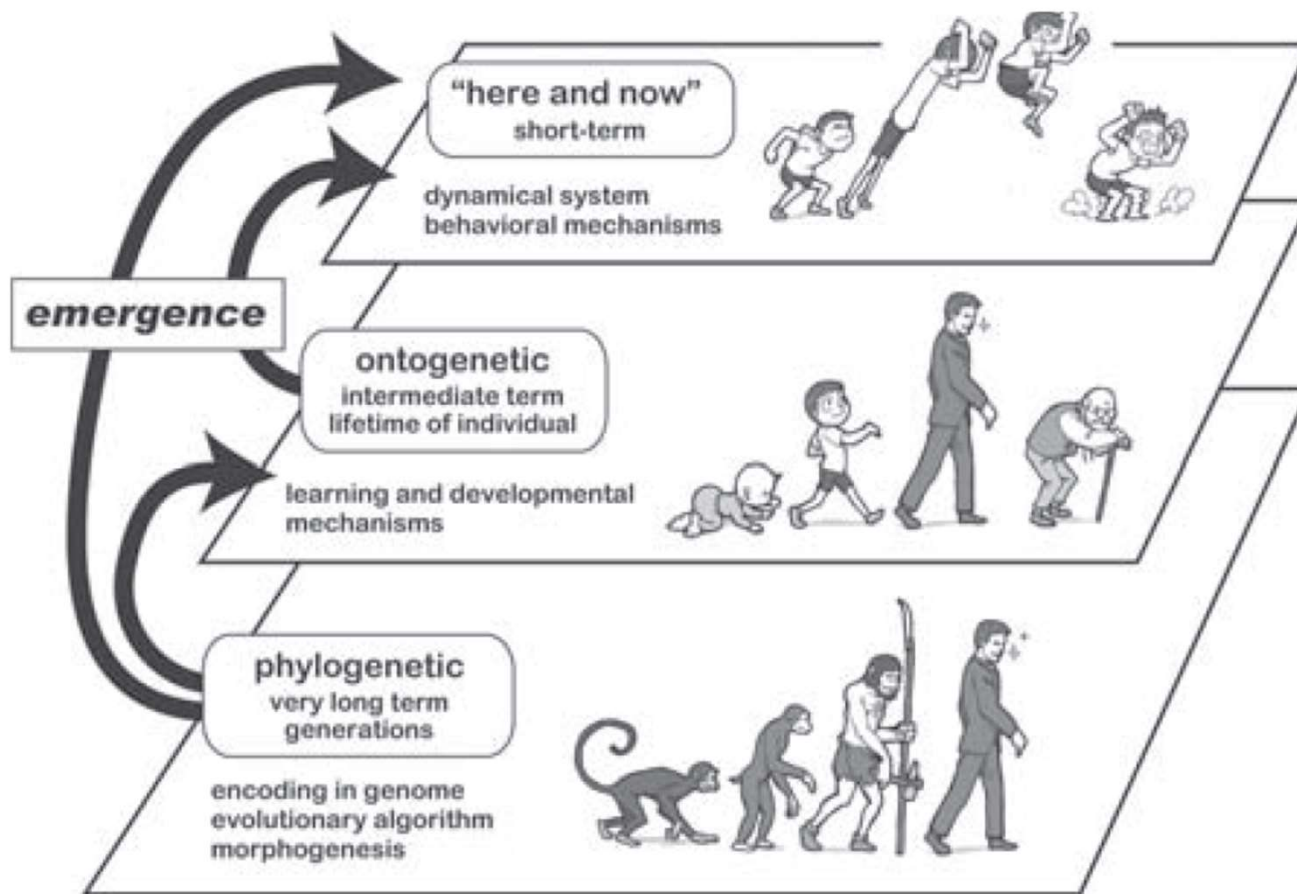 “here and now”
short-term
dynamical system
behavioral mechanisms
emergence
ontogenetic
intermediate term
lifetime of individual
learning and developmental
mechanisms
phylogenetic
very long term
generations
encoding in genome
evolutionary algorithm
morphogenesis